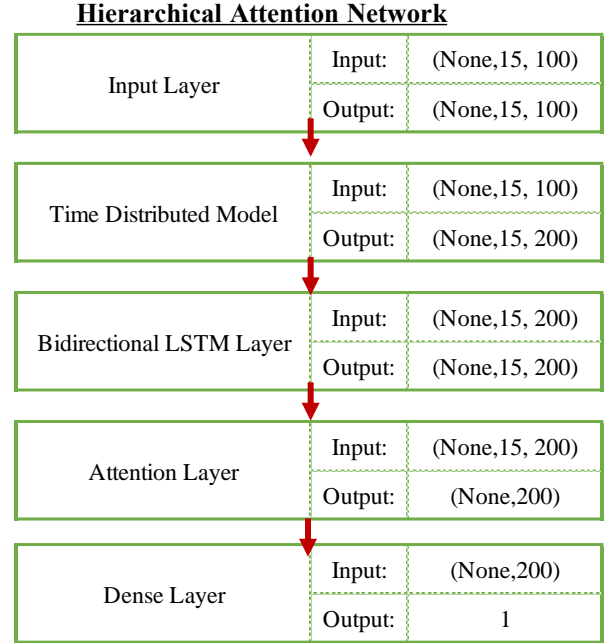 Hierarchical Attention Network
Input Layer
Input: (None,15, 100)
Output: (None,15, 100)
Time Distributed Model
Input: (None,15, 100)
Output: (None,15, 200)
Bidirectional LSTM Layer
Input: (None,15, 200)
Output: (None,15, 200)
Attention Layer
Input: (None,15, 200)
Output: (None,200)
Dense Layer
Input: (None,200)
Output: 1